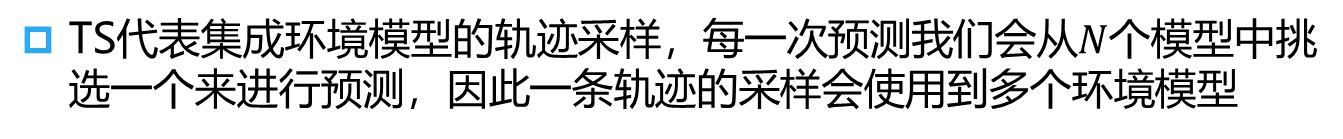 TS代表集成环境模型的轨迹采样，每一次预测我们会从N个模型中挑
选一个来进行预测，因此一条轨迹的采样会使用到多个环境模型